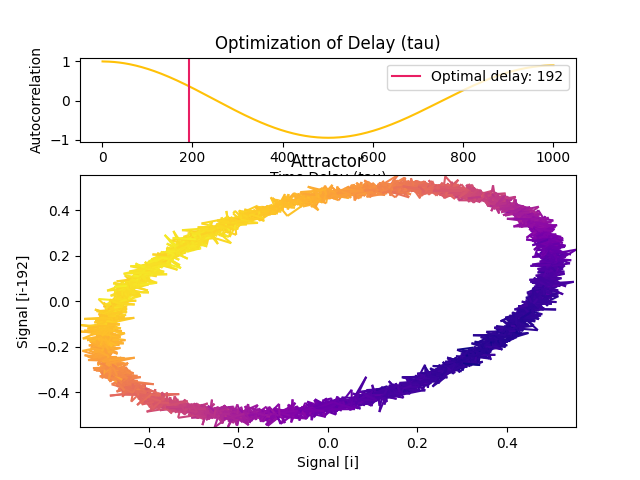 Optimization of Delay (tau)
Autocorrelation
1
0
−1
Optimal delay: 192
0 200 400 600 800 1000
Time Delay (tau)
Attractor
Signal [i-192]
0.4
0.2
0.0
−0.2
−0.4
−0.4 −0.2 0.0 0.2 0.4
Signal [i]